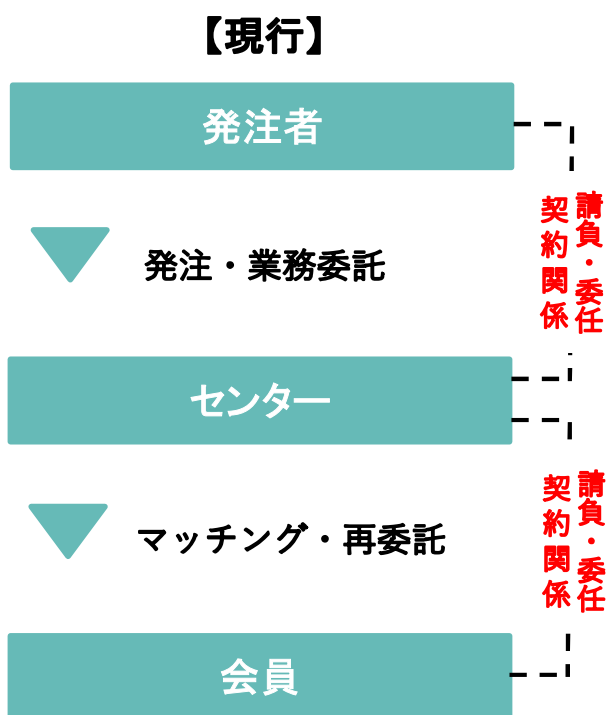 【現行】
発注者
請負・委任
契約関係
発注・業務委託
センター
請負・委任
契約関係
マッチング・再委託
会員